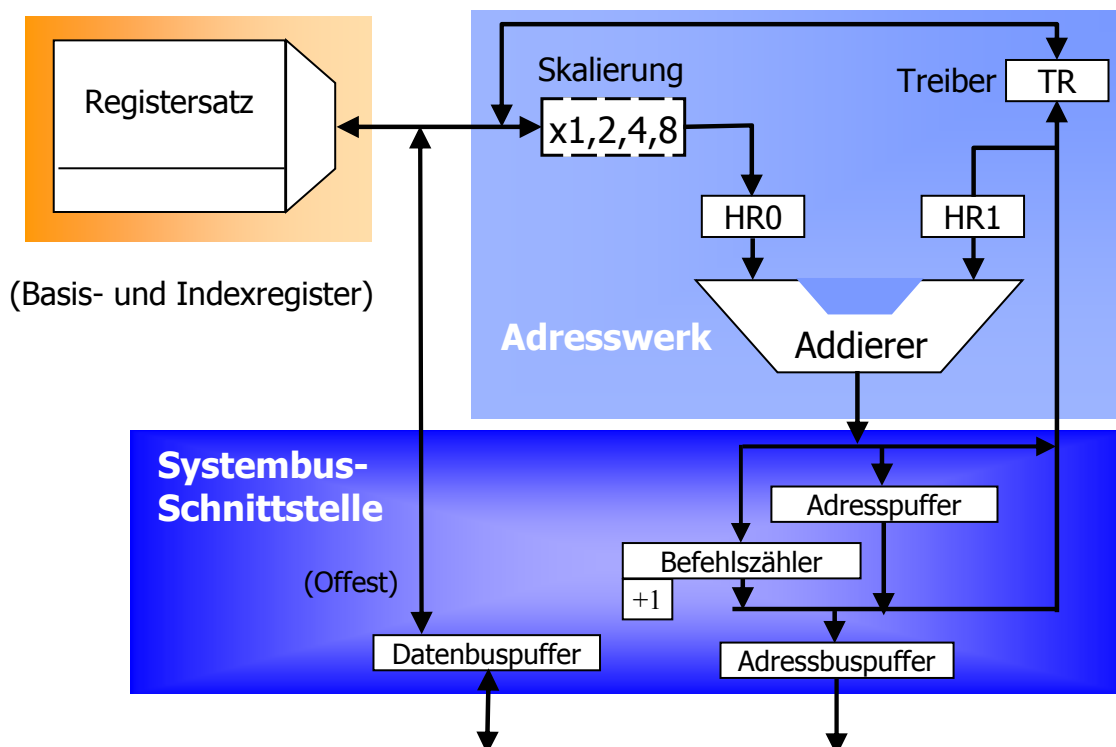 Skalierung
Treiber
TR
Registersatz
x1,2,4,8
HR0
HR1
(Basis- und Indexregister)
Adresswerk
Addierer
Systembus-
Schnittstelle
Adresspuffer
Befehlszähler
(Offest)
+1
Datenbuspuffer
Adressbuspuffer